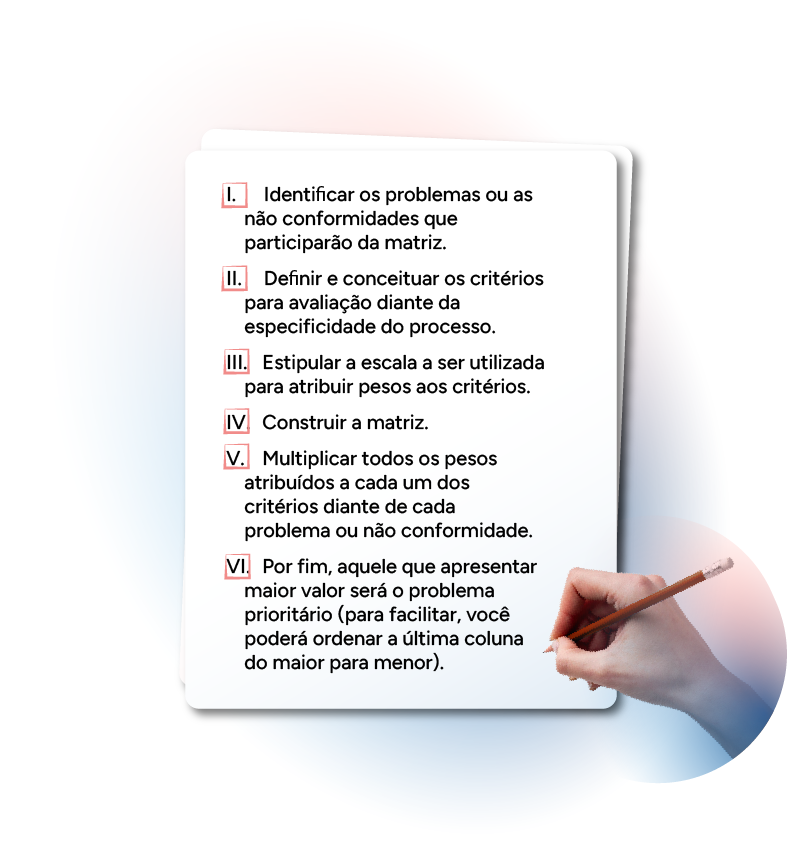 I. Identificar os problemas ou as
não conformidades que
participarão da matriz.
II. Definir e conceituar os critérios
para avaliação diante da
especificidade do processo.
III. Estipular a escala a ser utilizada
para atribuir pesos aos critérios.
IV. Construir a matriz.
V. Multiplicar todos os pesos
atribuídos a cada um dos
critérios diante de cada
problema ou não conformidade.
VI. Por fim, aquele que apresentar
maior valor será o problema
prioritário (para facilitar, você
poderá ordenar a última coluna
do maior para menor).